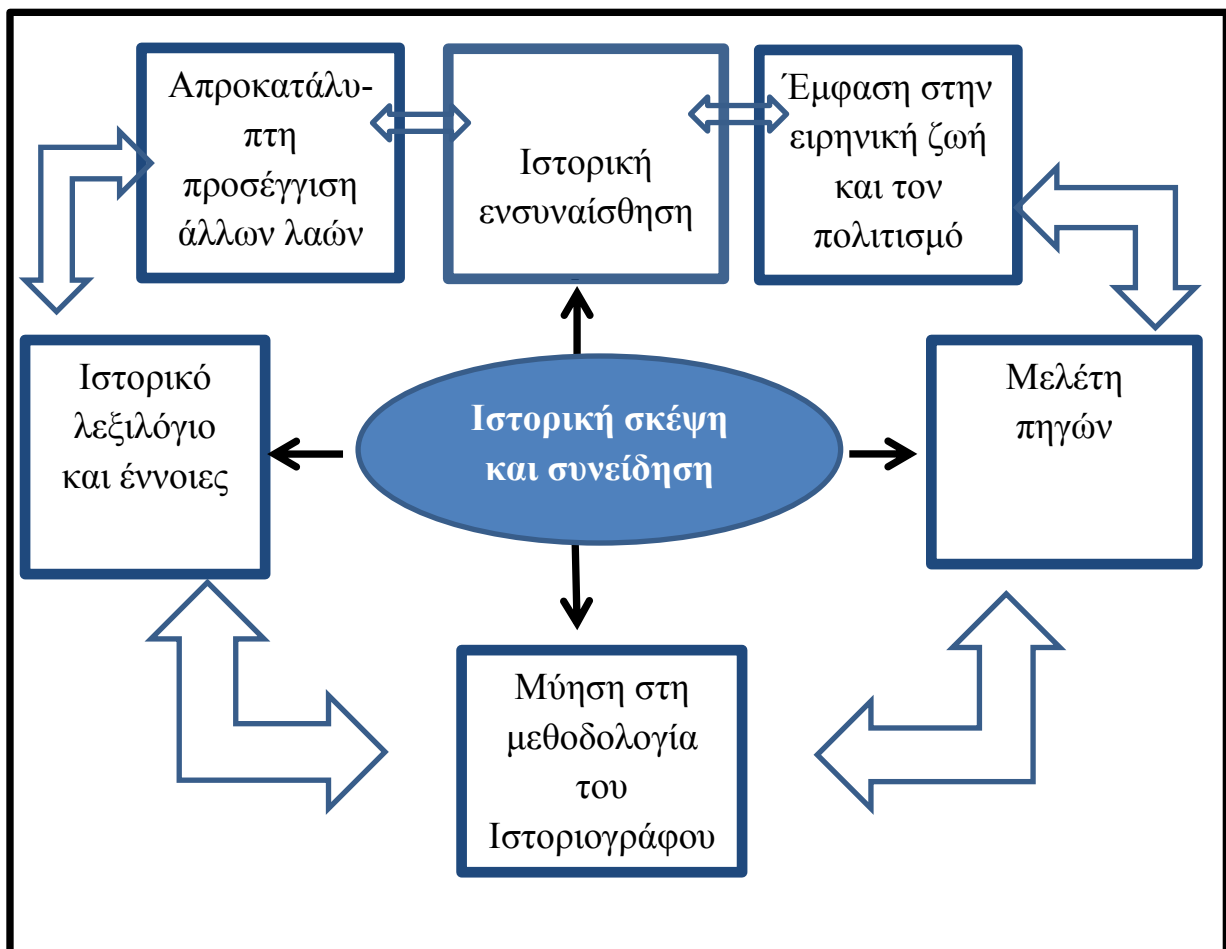 Απροκατάλυ-
πτη
προσέγγιση
άλλων λαών
Ιστορική
ενσυναίσθηση
Έμφαση στην
ειρηνική ζωή
και τον
πολιτισμό
Ιστορικό
λεξιλόγιο
και έννοιες
Ιστορική σκέψη
και συνείδηση
Μελέτη
πηγών
Μύηση στη
μεθοδολογία
του
Ιστοριογράφου